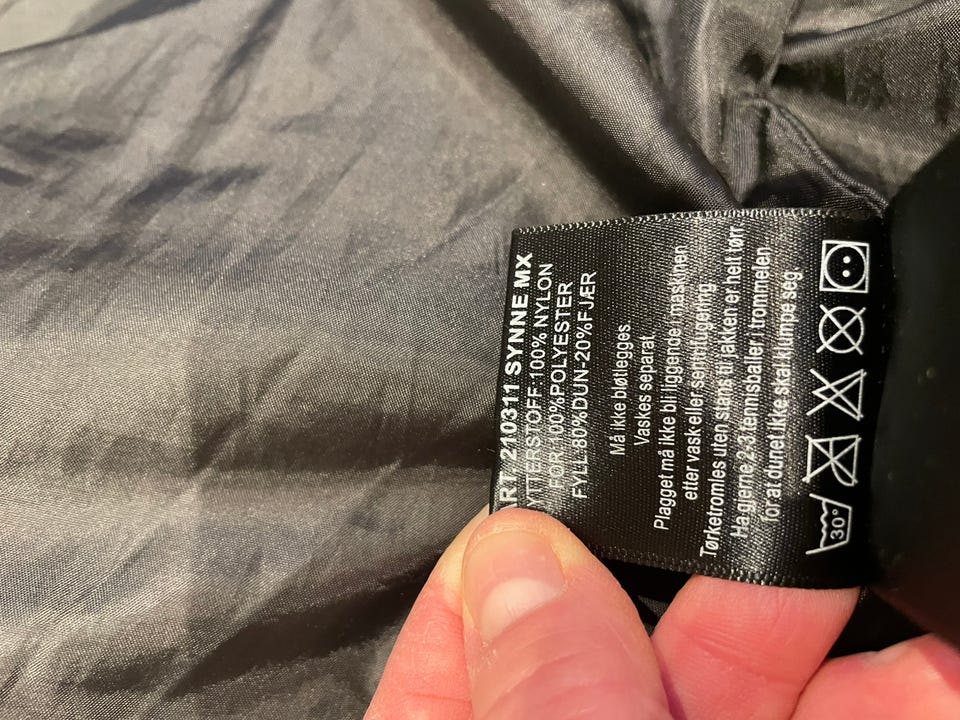 ART. 210311 SYNNE MX
YTTERSTOFF:100% NYLON
FOR:100%POLYESTER
FYLL:80%DUN-20%FJÆR
Må ikke bløtlegges.
Vaskes separat.
Plagget må ikke bli liggende i maskinen
etter vask eller sentrifugering.
Tørketromles uten stans til jakken er helt tørr.
Ha gjerne 2-3 tennisballer i trommelen
for at dunet ikke skal klumpe seg.
30°